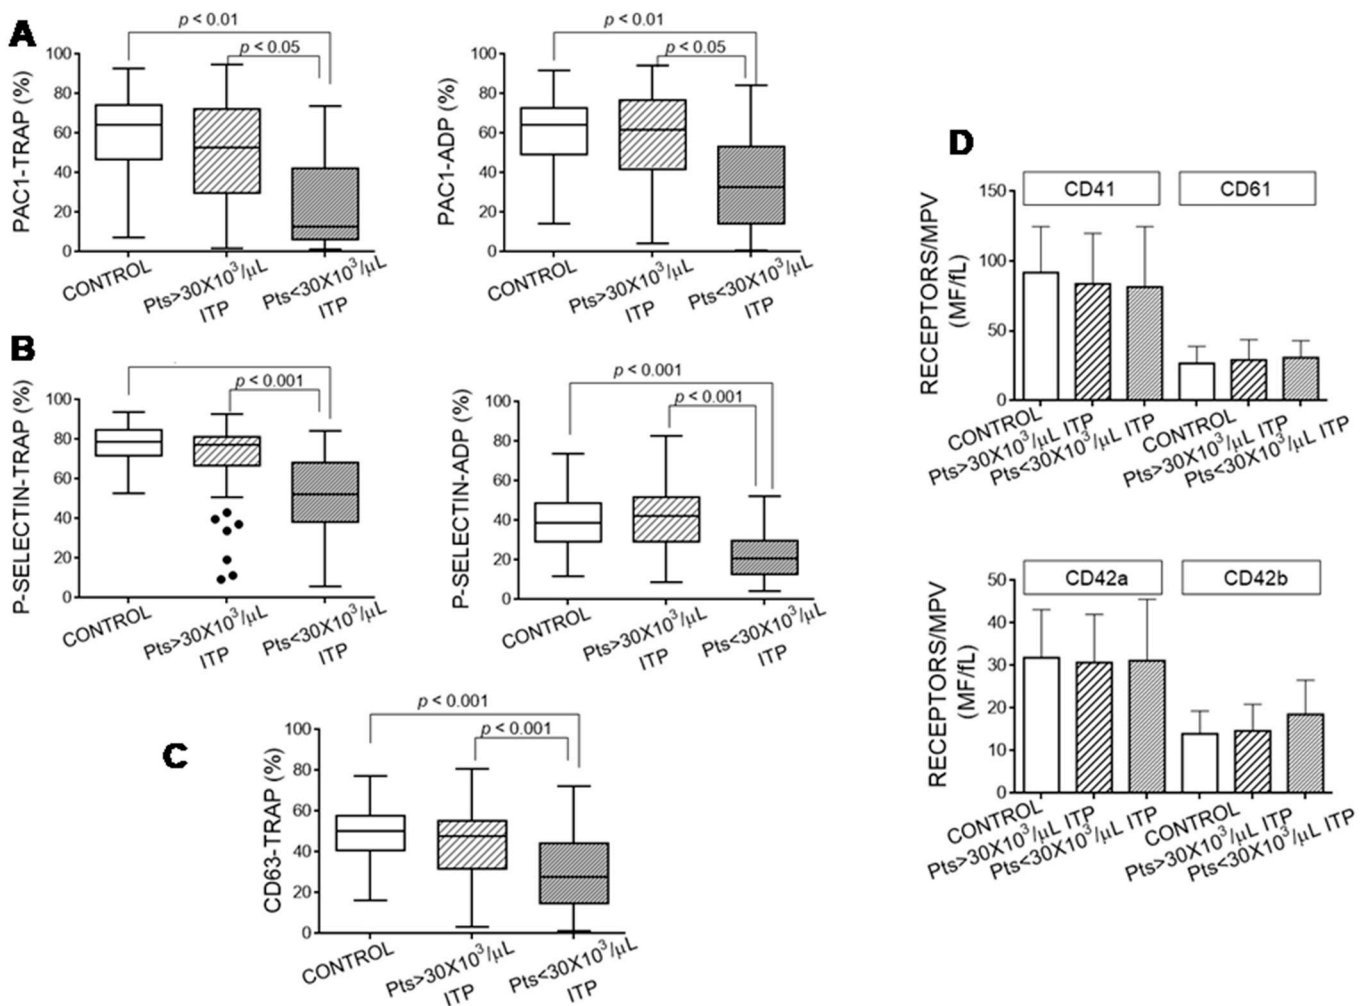 A
p < 0.01
p < 0.05
PAC1-TRAP (%)
100
80
60
40
20
0
CONTROL
Pts>30X10³/μL
ITP
Pts<30X10³/μL
ITP
p < 0.01
p < 0.05
PAC1-ADP (%)
100
80
60
40
20
0
CONTROL
Pts>30X10³/μL
ITP
Pts<30X10³/μL
ITP
B
p < 0.001
P-SELECTIN-TRAP (%)
100
80
60
40
20
0
CONTROL
Pts>30X10³/μL
ITP
Pts<30X10³/μL
ITP
p < 0.001
p < 0.001
P-SELECTIN-ADP (%)
100
80
60
40
20
0
CONTROL
Pts>30X10³/μL
ITP
Pts<30X10³/μL
ITP
C
p < 0.001
p < 0.001
CD63-TRAP (%)
100
80
60
40
20
0
CONTROL
Pts>30X10³/μL
ITP
Pts<30X10³/μL
ITP
D
CD41
CD61
RECEPTORS/MPV
(MF/fL)
150
100
50
0
CONTROL
Pts>30X10³/μL ITP
Pts<30X10³/μL ITP
CONTROL
Pts>30X10³/μL ITP
Pts<30X10³/μL ITP
CD42a
CD42b
RECEPTORS/MPV
(MF/fL)
50
40
30
20
10
0
CONTROL
Pts>30X10³/μL ITP
Pts<30X10³/μL ITP
CONTROL
Pts>30X10³/μL ITP
Pts<30X10³/μL ITP